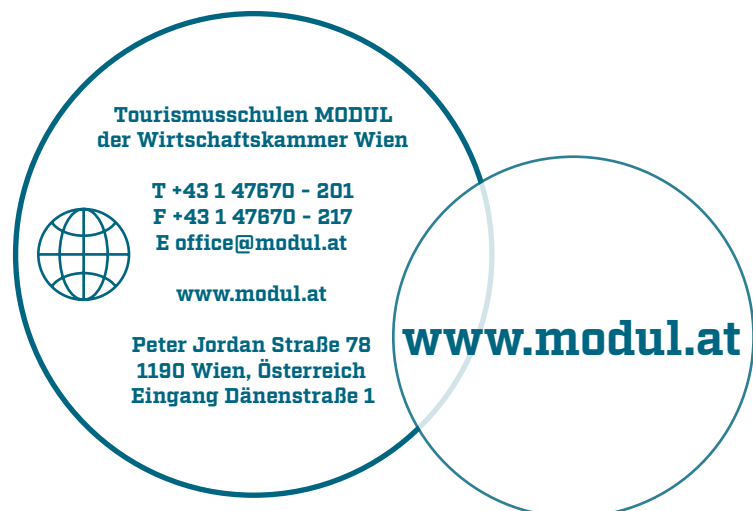 Tourismusschulen MODUL
der Wirtschaftskammer Wien
T +43 1 47670 - 201
F +43 1 47670 - 217
E office@modul.at
www.modul.at
Peter Jordan Straße 78
1190 Wien, Österreich
Eingang Dänenstraße 1
www.modul.at